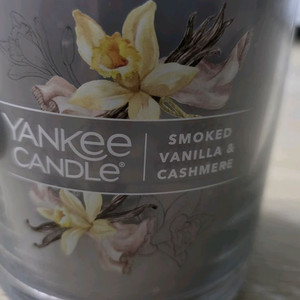 YANKEE
CANDLE®
SMOKED
VANILLA &
CASHMERE